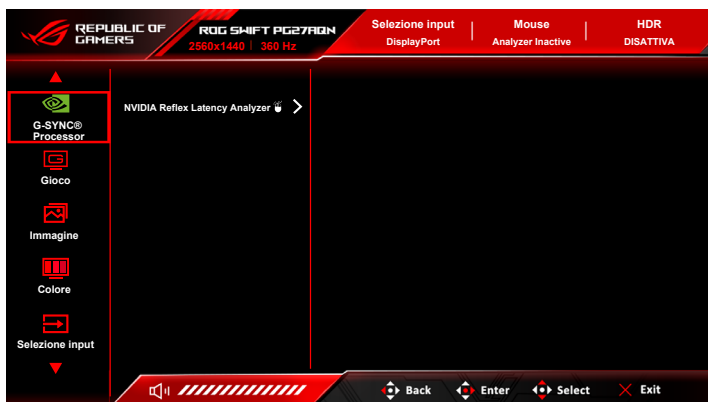 REPUBLIC OF
GAMERS
ROG SWIFT PG27AQN
2560x1440 | 360 Hz
Selezione input
DisplayPort
Mouse
Analyzer Inactive
HDR
DISATTIVA
G-SYNC®
Processor
NVIDIA Reflex Latency Analyzer
Gioco
Immagine
Colore
Selezione input
Back
Enter
Select
Exit